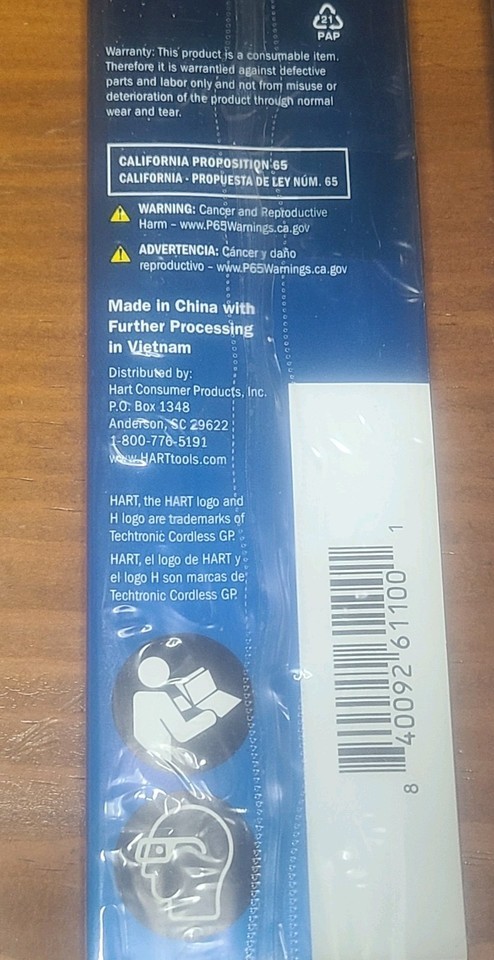 21
PAP
Warranty: This product is a consumable item.
Therefore it is warrantied against defective
parts and labor only and not from misuse or
deterioration of the product through normal
wear and tear.
CALIFORNIA PROPOSITION 65
CALIFORNIA - PROPUESTA DE LEY NÚM. 65
WARNING: Cancer and Reproductive
Harm – www.P65Warnings.ca.gov
ADVERTENCIA: Cáncer y daño
reproductivo – www.P65Warnings.ca.gov
Made in China with
Further Processing
in Vietnam
Distributed by:
Hart Consumer Products, Inc.
P.O. Box 1348
Anderson, SC 29622
1-800-776-5191
www.HARTtools.com
HART, the HART logo and
H logo are trademarks of
Techtronic Cordless GP.
HART, el logo de HART y
el logo H son marcas de
Techtronic Cordless GP.
8 40092 61100 1